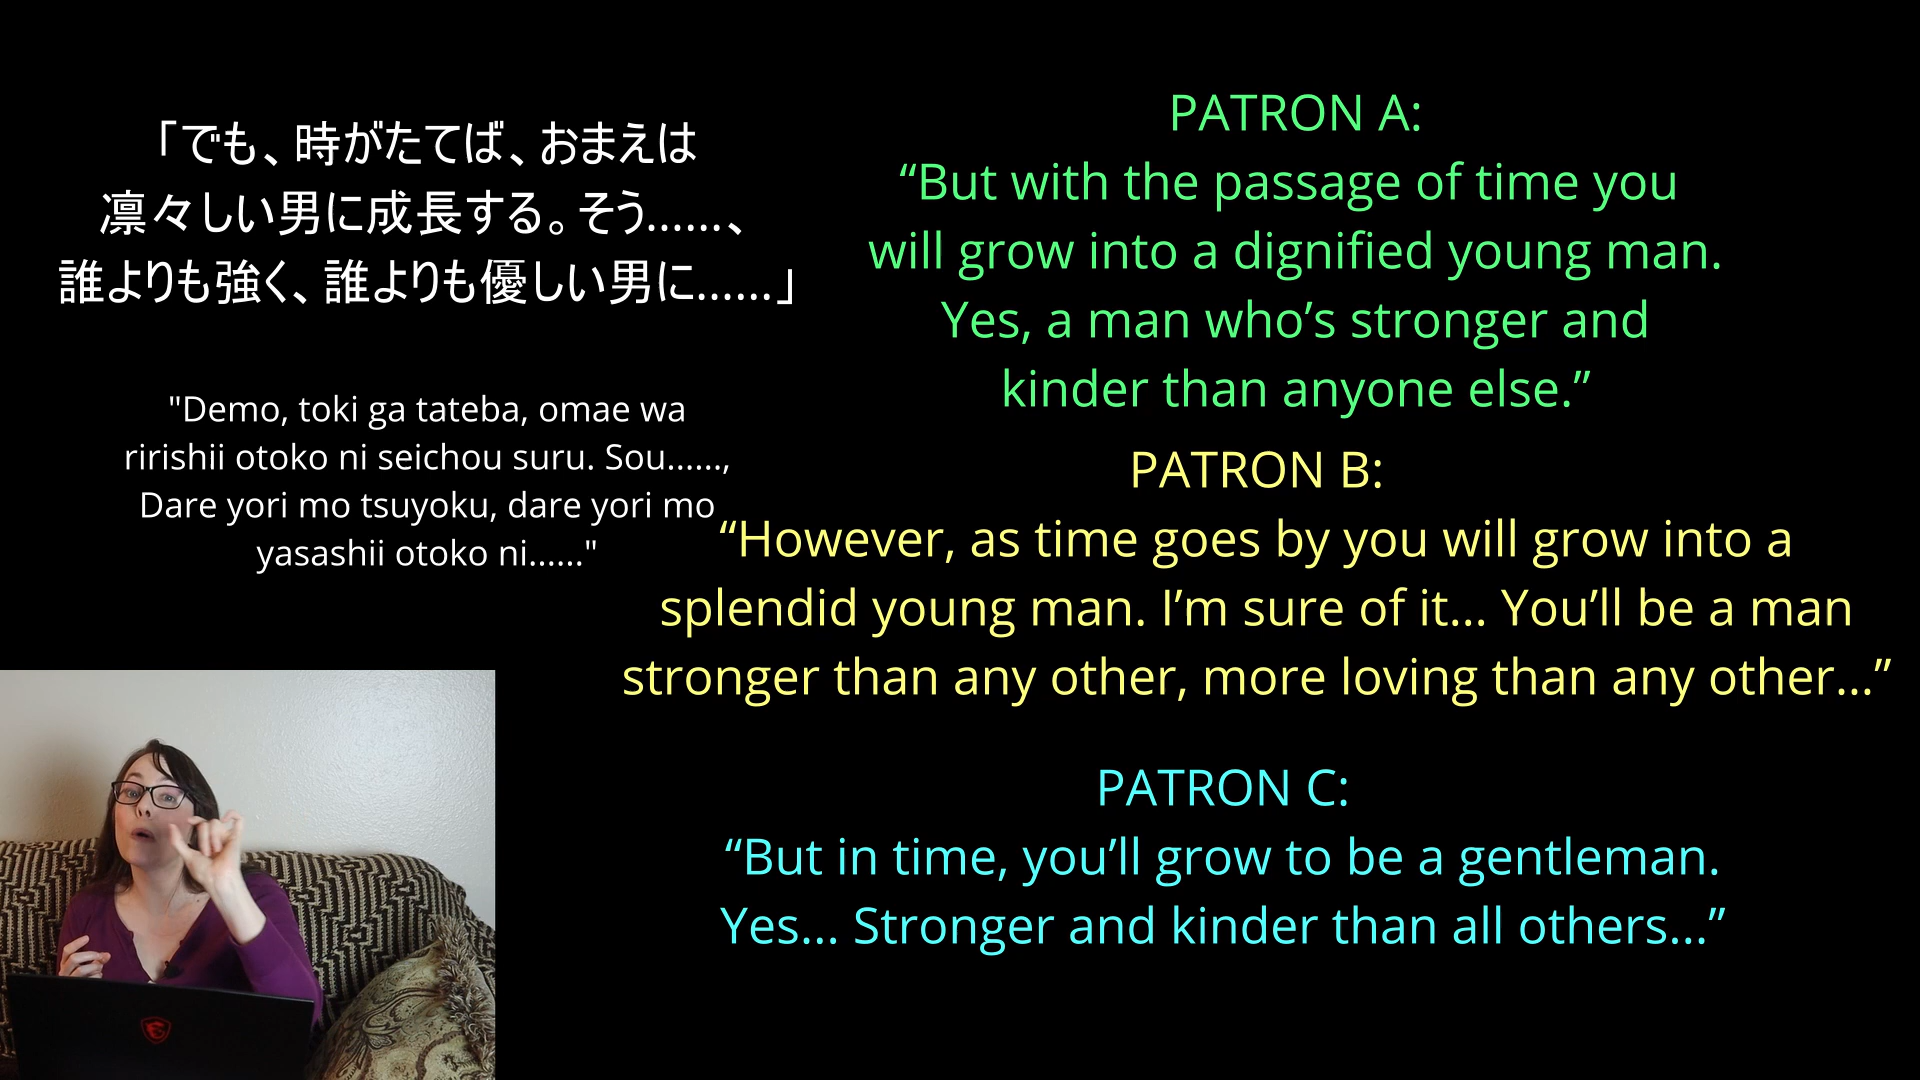 「でも、時がたてば、おまえは
凛々しい男に成長する。そう……、
誰よりも強く、誰よりも優しい男に……」
"Demo, toki ga tateba, omae wa
ririshii otoko ni seichou suru. Sou......,
Dare yori mo tsuyoku, dare yori mo
yasashii otoko ni......"
PATRON A:
“But with the passage of time you
will grow into a dignified young man.
Yes, a man who’s stronger and
kinder than anyone else.”
PATRON B:
“However, as time goes by you will grow into a
splendid young man. I’m sure of it... You’ll be a man
stronger than any other, more loving than any other...”
PATRON C:
“But in time, you’ll grow to be a gentleman.
Yes... Stronger and kinder than all others...”